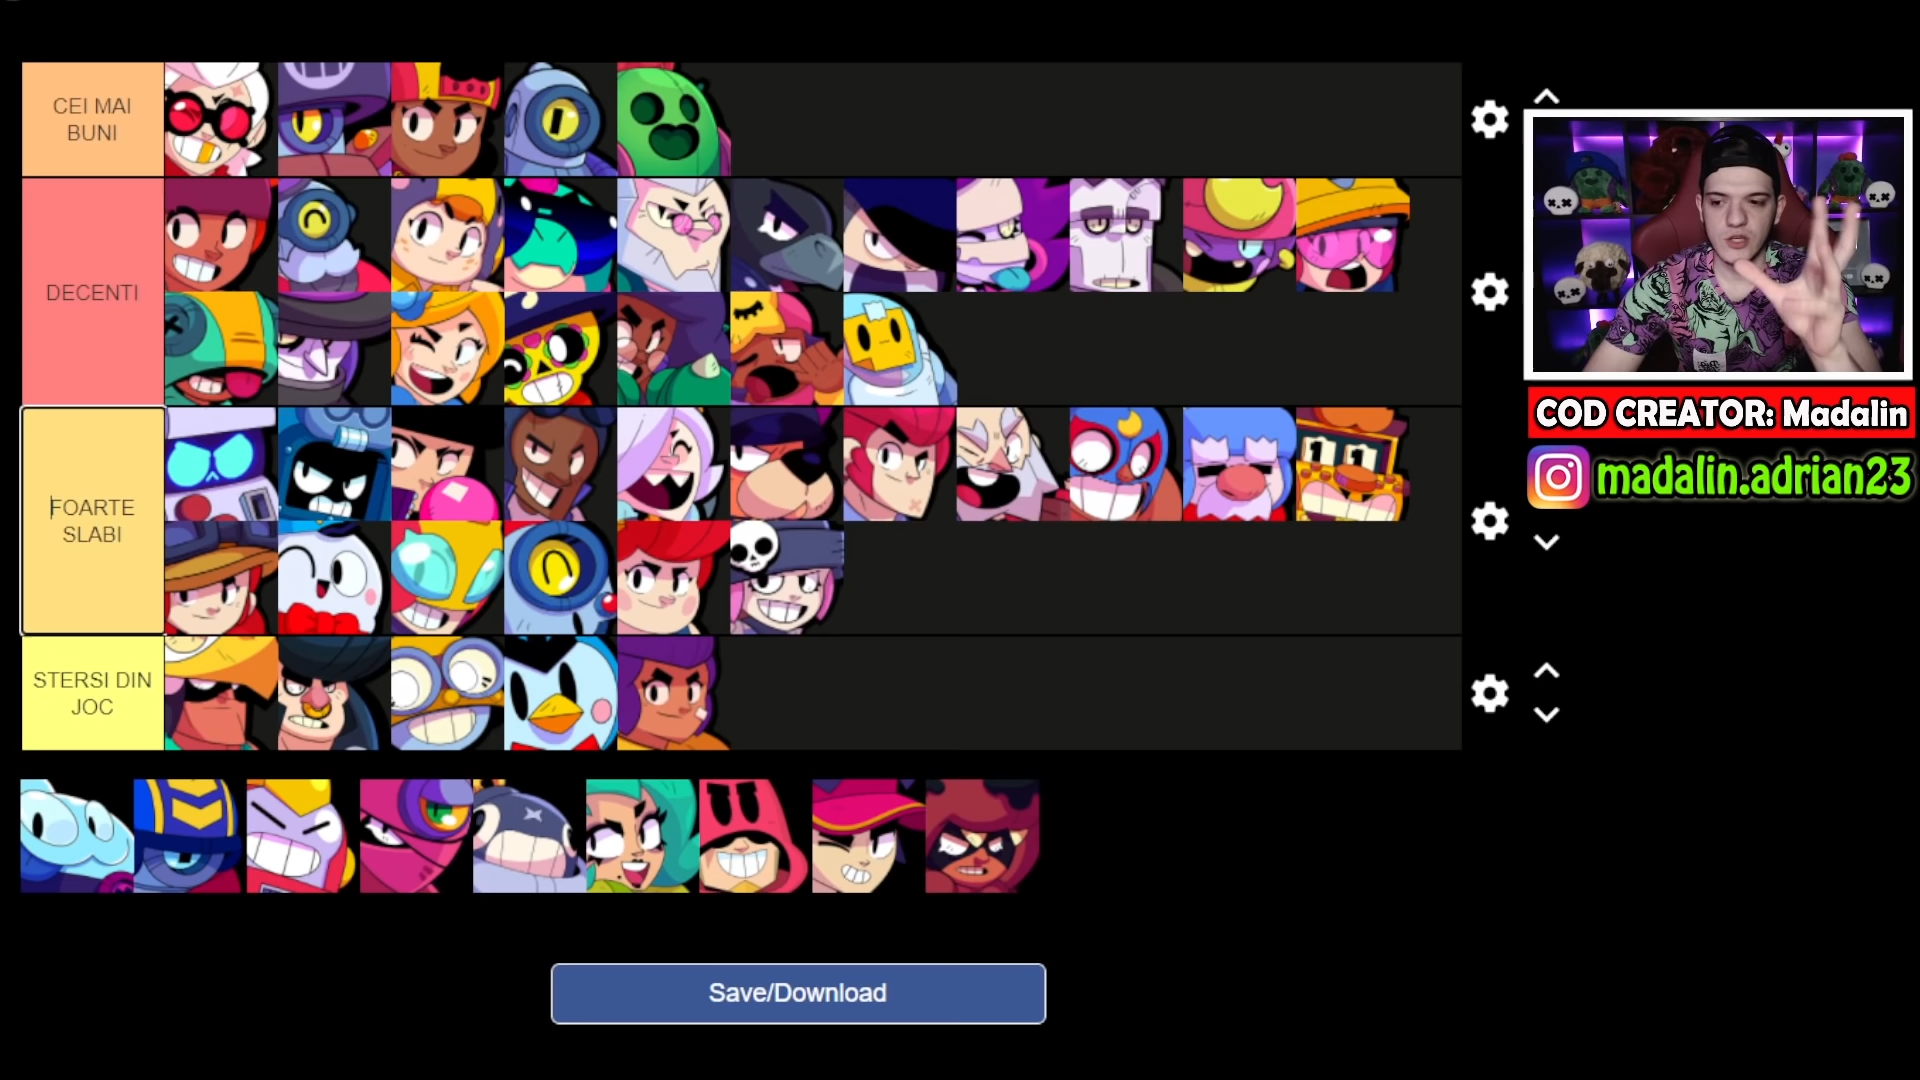 CEI MAI
BUNI
DECENTI
FOARTE
SLABI
STERSI DIN
JOC
COD CREATOR: Madalin
madalin.adrian23
Save/Download